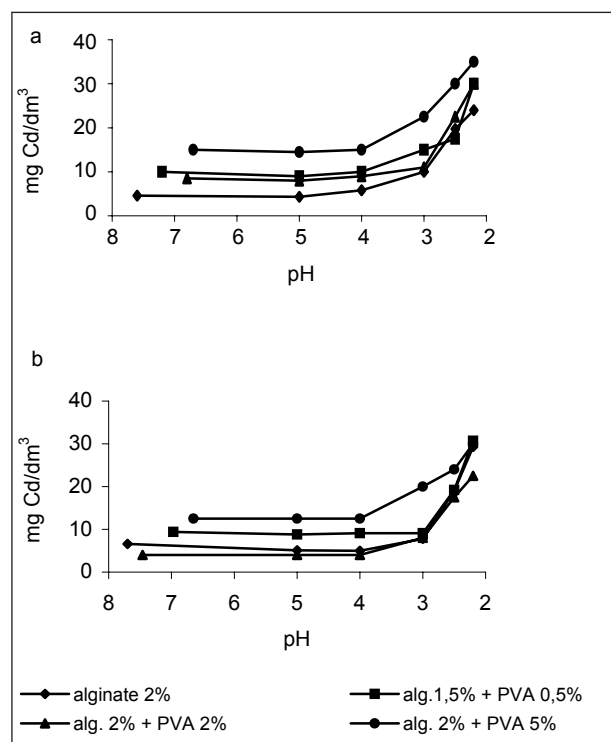 a
40
30
20
10
0
mg Cd/dm³
8 7 6 5 4 3 2
pH
b
40
30
20
10
0
mg Cd/dm³
8 7 6 5 4 3 2
pH
alginate 2% alg.1,5% + PVA 0,5%
alg. 2% + PVA 2% alg. 2% + PVA 5%